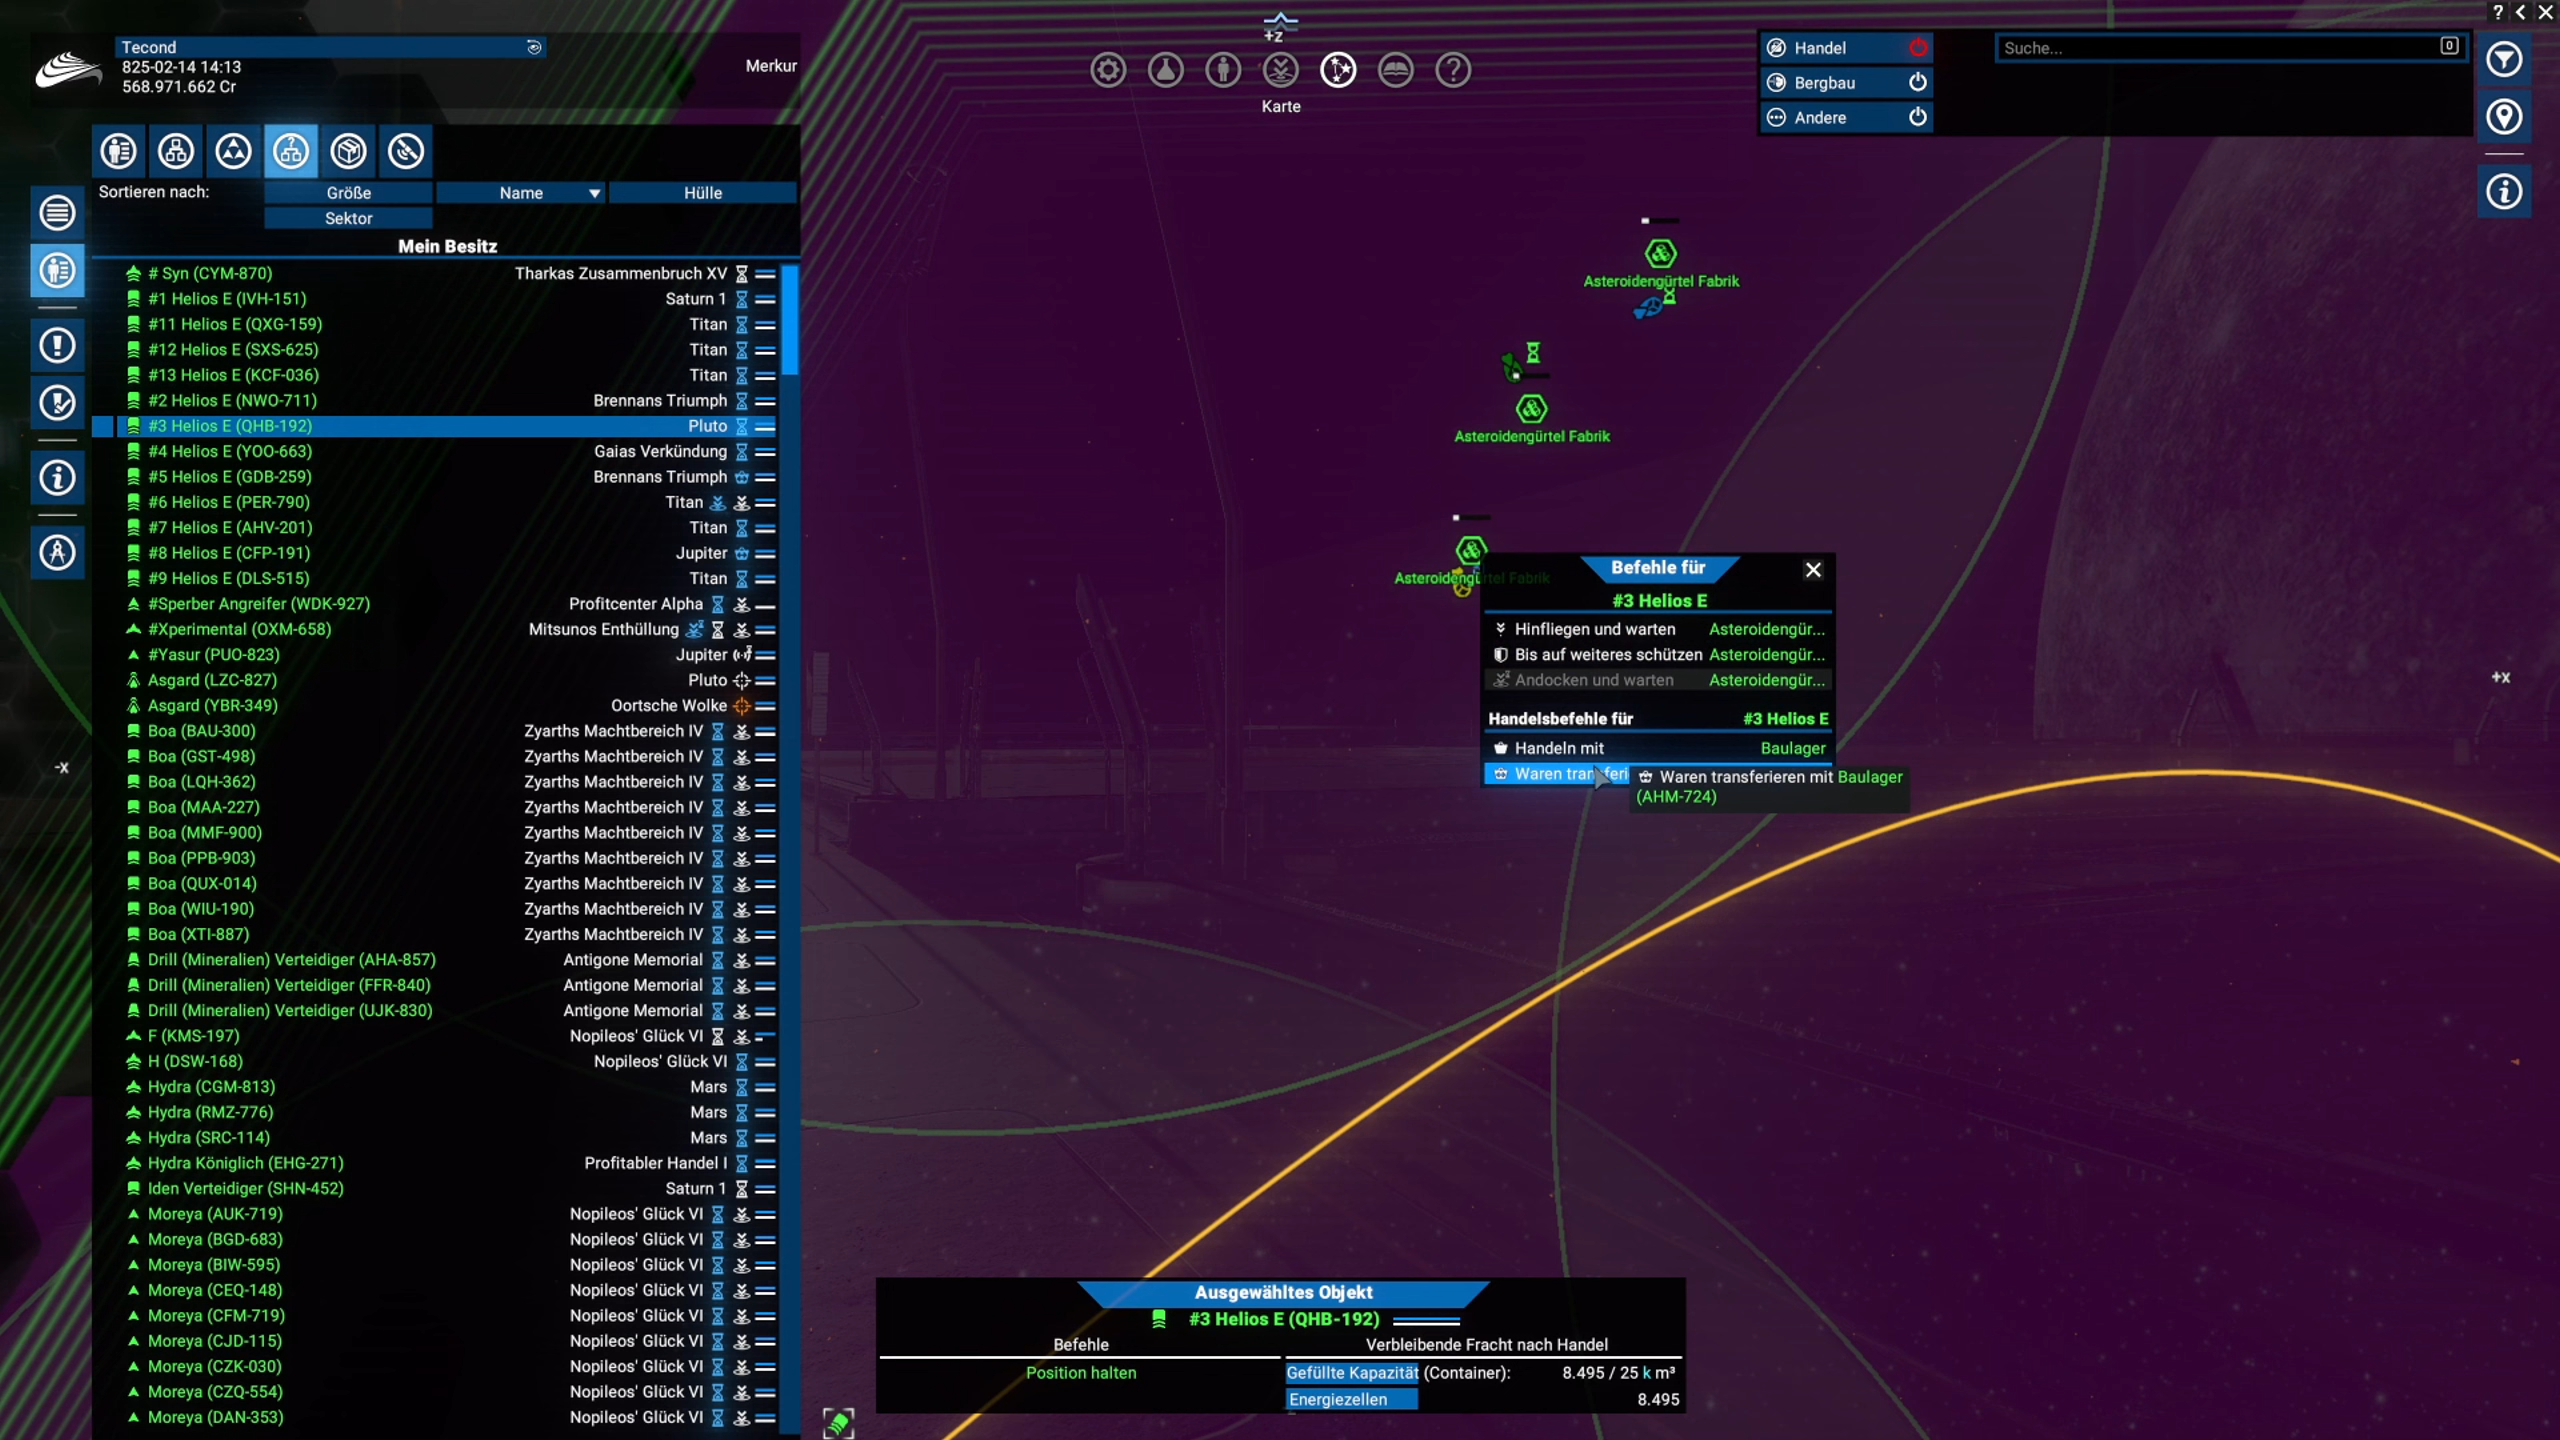 Tecond
825-02-14 14:13
568.971.662 Cr
Merkur
+z
Karte
Handel
Bergbau
Andere
Suche...
0
? < X
Sortieren nach:
Größe
Name
Hülle
Sektor
Mein Besitz
# Syn (CYM-870) Tharkas Zusammenbruch XV
#1 Helios E (IVH-151) Saturn 1
#11 Helios E (QXG-159) Titan
#12 Helios E (SXS-625) Titan
#13 Helios E (KCF-036) Titan
#2 Helios E (NWO-711) Brennans Triumph
#3 Helios E (QHB-192) Pluto
#4 Helios E (YOO-663) Gaias Verkündung
#5 Helios E (GDB-259) Brennans Triumph
#6 Helios E (PER-790) Titan
#7 Helios E (AHV-201) Titan
#8 Helios E (CFP-191) Jupiter
#9 Helios E (DLS-515) Titan
#Sperber Angreifer (WDK-927) Profitcenter Alpha
#Xperimental (OXM-658) Mitsunos Enthüllung
#Yasur (PUO-823) Jupiter
Asgard (LZC-827) Pluto
Asgard (YBR-349) Oortsche Wolke
Boa (BAU-300) Zyarths Machtbereich IV
Boa (GST-498) Zyarths Machtbereich IV
Boa (LQH-362) Zyarths Machtbereich IV
Boa (MAA-227) Zyarths Machtbereich IV
Boa (MMF-900) Zyarths Machtbereich IV
Boa (PPB-903) Zyarths Machtbereich IV
Boa (QUX-014) Zyarths Machtbereich IV
Boa (WIU-190) Zyarths Machtbereich IV
Boa (XTI-887) Zyarths Machtbereich IV
Drill (Mineralien) Verteidiger (AHA-857) Antigone Memorial
Drill (Mineralien) Verteidiger (FFR-840) Antigone Memorial
Drill (Mineralien) Verteidiger (UJK-830) Antigone Memorial
F (KMS-197) Nopileos' Glück VI
H (DSW-168) Nopileos' Glück VI
Hydra (CGM-813) Mars
Hydra (RMZ-776) Mars
Hydra (SRC-114) Mars
Hydra Königlich (EHG-271) Profitabler Handel I
Iden Verteidiger (SHN-452) Saturn 1
Moreya (AUK-719) Nopileos' Glück VI
Moreya (BGD-683) Nopileos' Glück VI
Moreya (BIW-595) Nopileos' Glück VI
Moreya (CEQ-148) Nopileos' Glück VI
Moreya (CFM-719) Nopileos' Glück VI
Moreya (CJD-115) Nopileos' Glück VI
Moreya (CZK-030) Nopileos' Glück VI
Moreya (CZQ-554) Nopileos' Glück VI
Moreya (DAN-353) Nopileos' Glück VI
-x
+x
Asteroidengürtel Fabrik
Asteroidengürtel Fabrik
Asteroidengürtel Fabrik
Befehle für
#3 Helios E
Hinfliegen und warten Asteroidengür...
Bis auf weiteres schützen Asteroidengür...
Andocken und warten Asteroidengür...
Handelsbefehle für #3 Helios E
Handeln mit Baulager
Waren transferi
Waren transferieren mit Baulager
(AHM-724)
Ausgewähltes Objekt
#3 Helios E (QHB-192)
Befehle
Verbleibende Fracht nach Handel
Position halten
Gefüllte Kapazität (Container): 8.495 / 25 k m³
Energiezellen 8.495